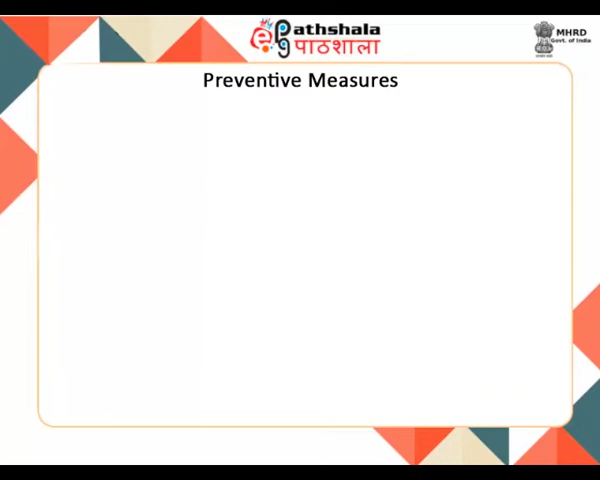 Pathshala
पाठशाला
MHRD
Govt. of India
Preventive Measures